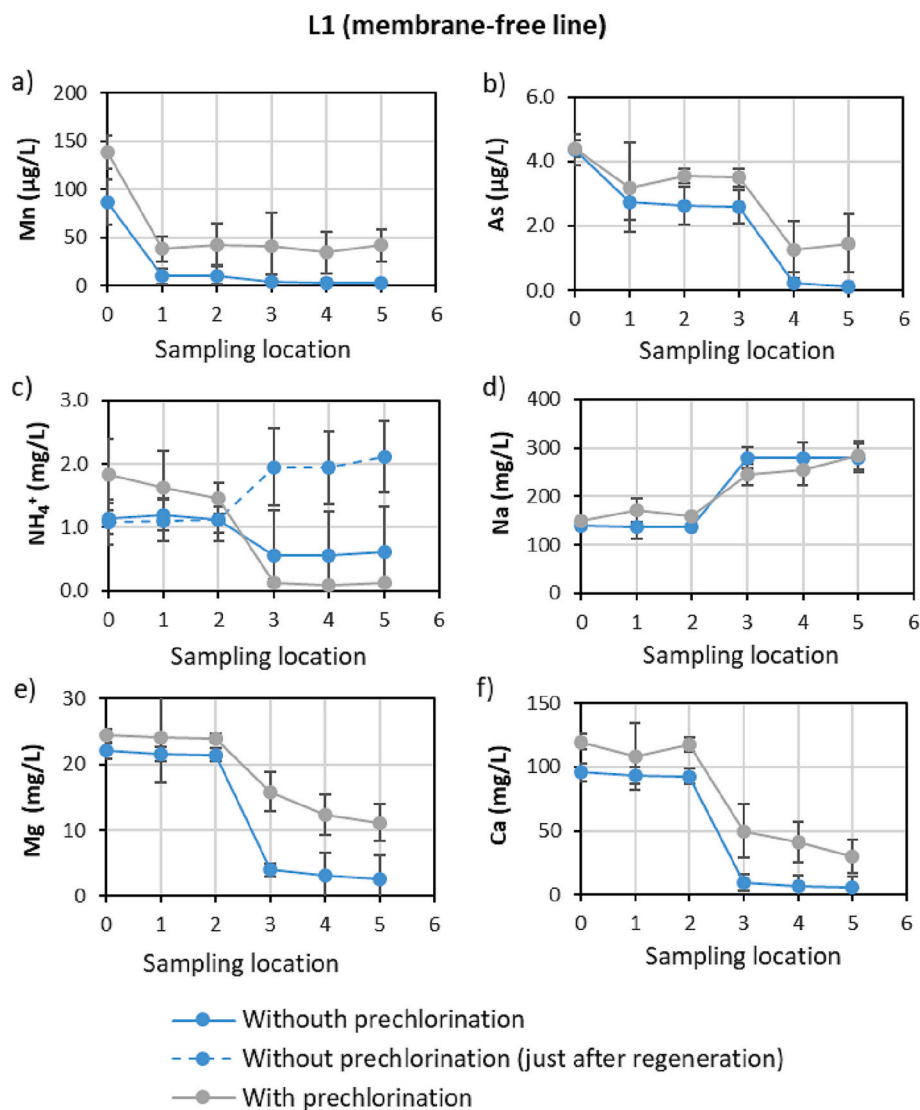 L1 (membrane-free line)
a)
200
150
100
50
0
Mn (µg/L)
0 1 2 3 4 5 6
Sampling location
b)
6.0
4.0
2.0
0.0
As (µg/L)
0 1 2 3 4 5 6
Sampling location
c)
3.0
2.0
1.0
0.0
NH₄⁺ (mg/L)
0 1 2 3 4 5 6
Sampling location
d)
400
300
200
100
0
Na (mg/L)
0 1 2 3 4 5 6
Sampling location
e)
30
20
10
0
Mg (mg/L)
0 1 2 3 4 5 6
Sampling location
f)
150
100
50
0
Ca (mg/L)
0 1 2 3 4 5 6
Sampling location
Withouth prechlorination
Without prechlorination (just after regeneration)
With prechlorination